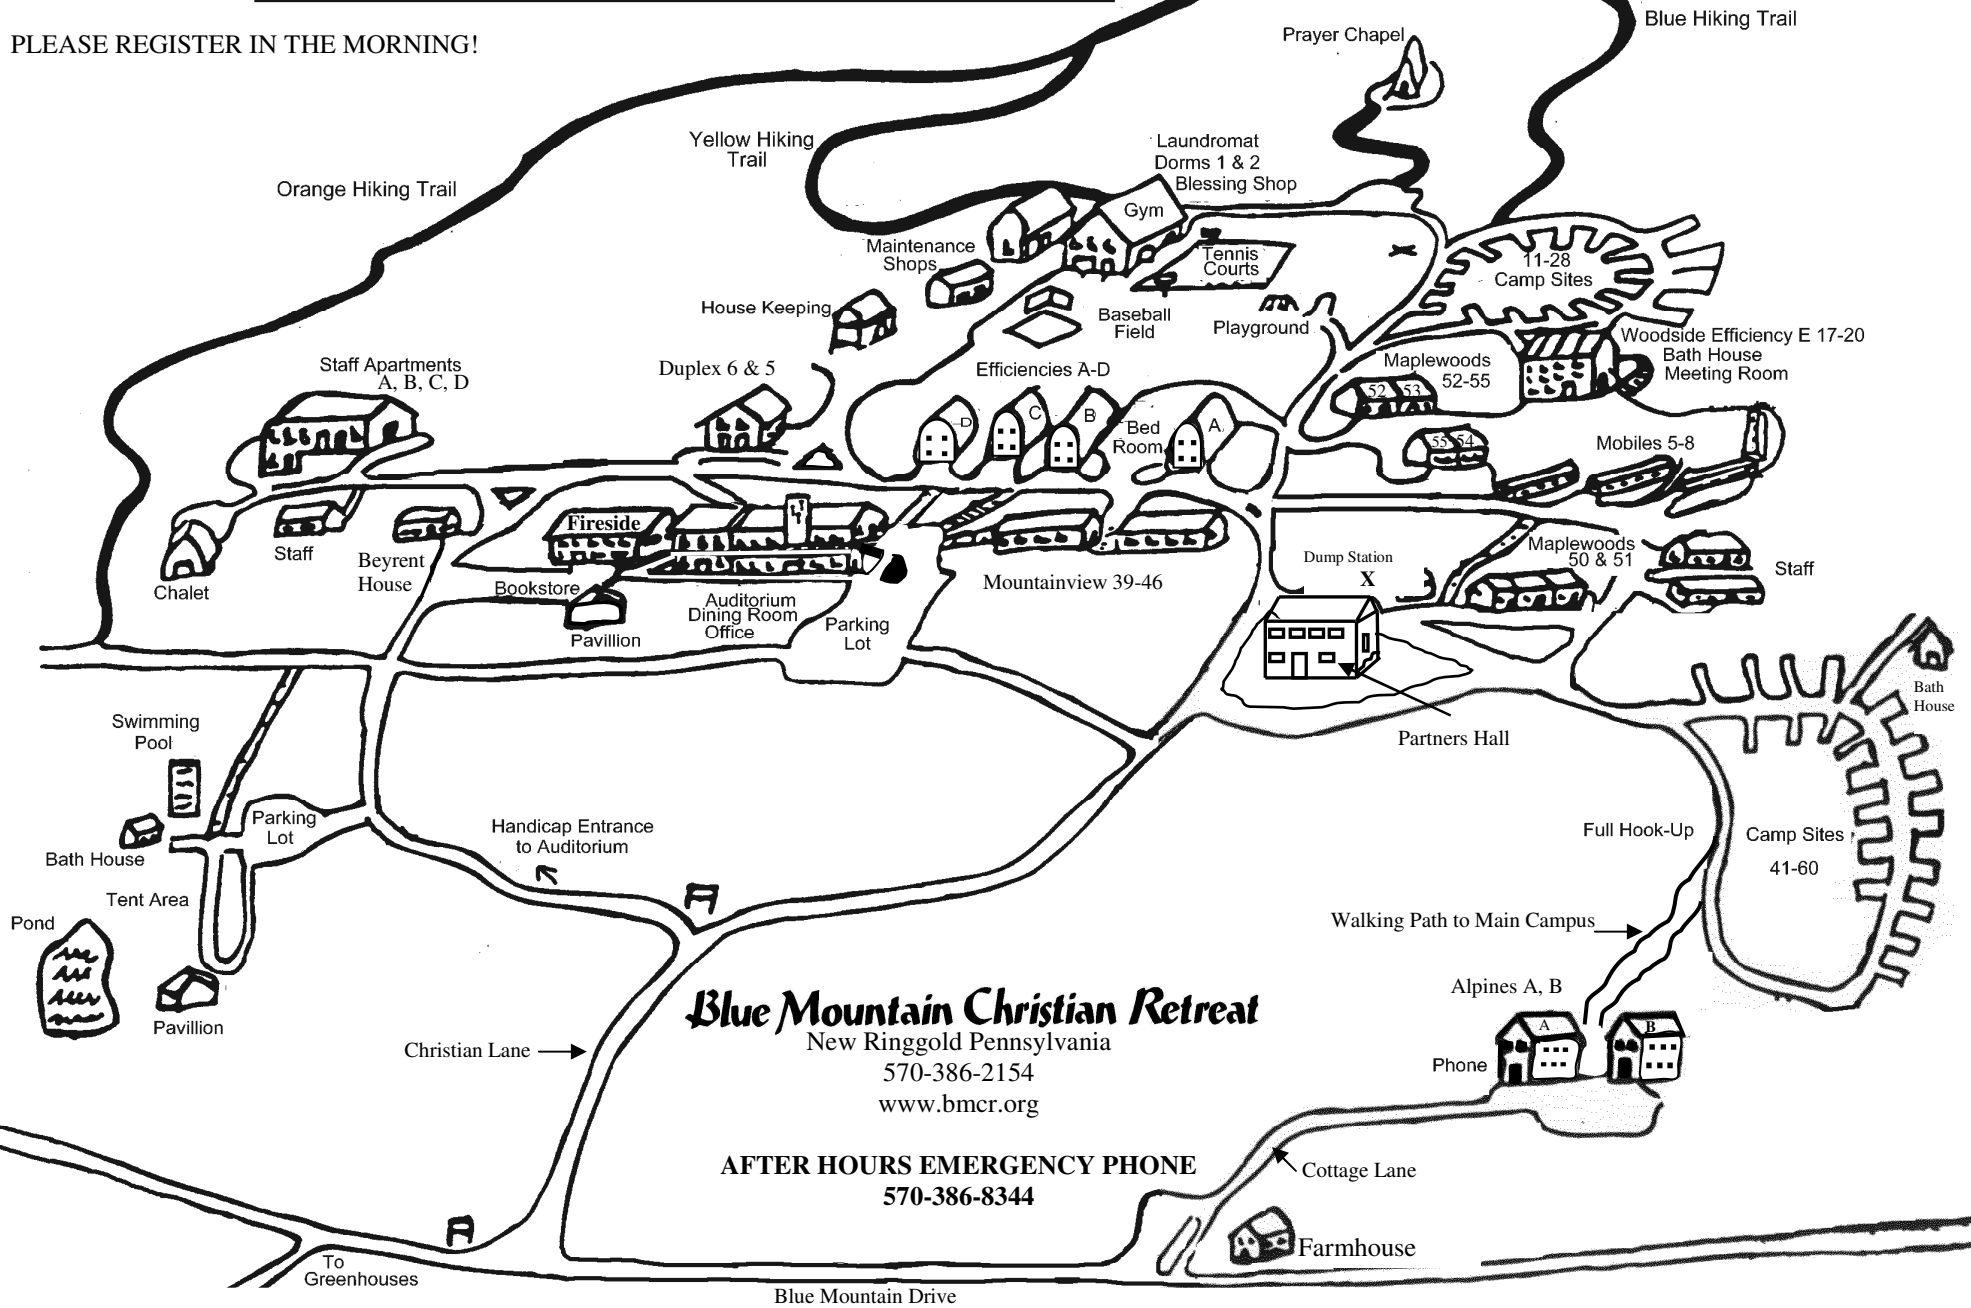 PLEASE REGISTER IN THE MORNING!
Blue Hiking Trail
Prayer Chapel
Yellow Hiking
Trail
Laundromat
Dorms 1 & 2
Blessing Shop
Orange Hiking Trail
Gym
Maintenance
Shops
Tennis
Courts
11-28
Camp Sites
House Keeping
Baseball
Field
Playground
Woodside Efficiency E 17-20
Bath House
Meeting Room
Staff Apartments
A, B, C, D
Duplex 6 & 5
Efficiencies A-D
Maplewoods
52-55
52 53
D
C
B
A
Bed
Room
55 54
Mobiles 5-8
Fireside
Staff
Beyrent
House
Chalet
Bookstore
Pavillion
Auditorium
Dining Room
Office
Parking
Lot
Mountainview 39-46
Dump Station
X
Maplewoods
50 & 51
Staff
Bath
House
Partners Hall
Swimming
Pool
Parking
Lot
Bath House
Tent Area
Pond
Pavillion
Handicap Entrance
to Auditorium
Full Hook-Up
Camp Sites
41-60
Walking Path to Main Campus
Alpines A, B
A
B
Phone
Christian Lane
Blue Mountain Christian Retreat
New Ringgold Pennsylvania
570-386-2154
www.bmcr.org
AFTER HOURS EMERGENCY PHONE
570-386-8344
Cottage Lane
Farmhouse
To
Greenhouses
Blue Mountain Drive